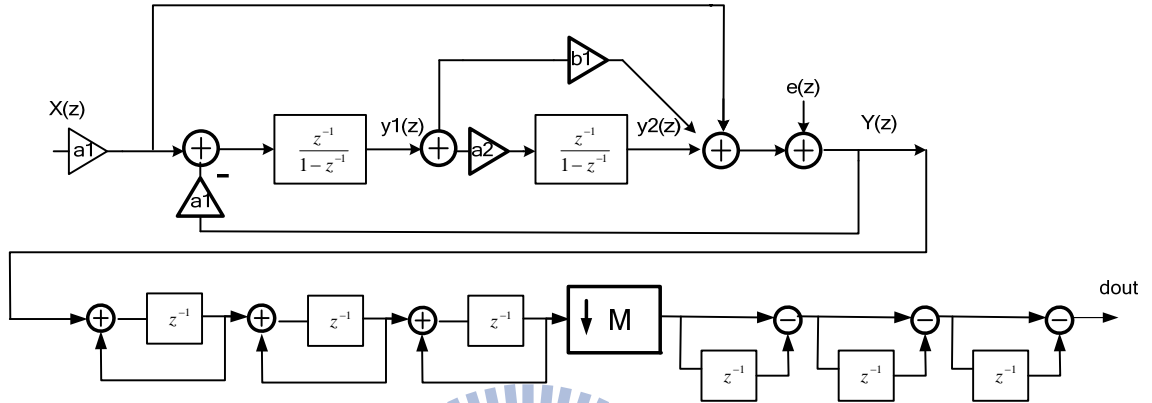 X(z)
a1
a1
−
z⁻¹
1 − z⁻¹
y1(z)
a2
b1
z⁻¹
1 − z⁻¹
y2(z)
e(z)
Y(z)
z⁻¹
z⁻¹
z⁻¹
M
z⁻¹
z⁻¹
z⁻¹
dout